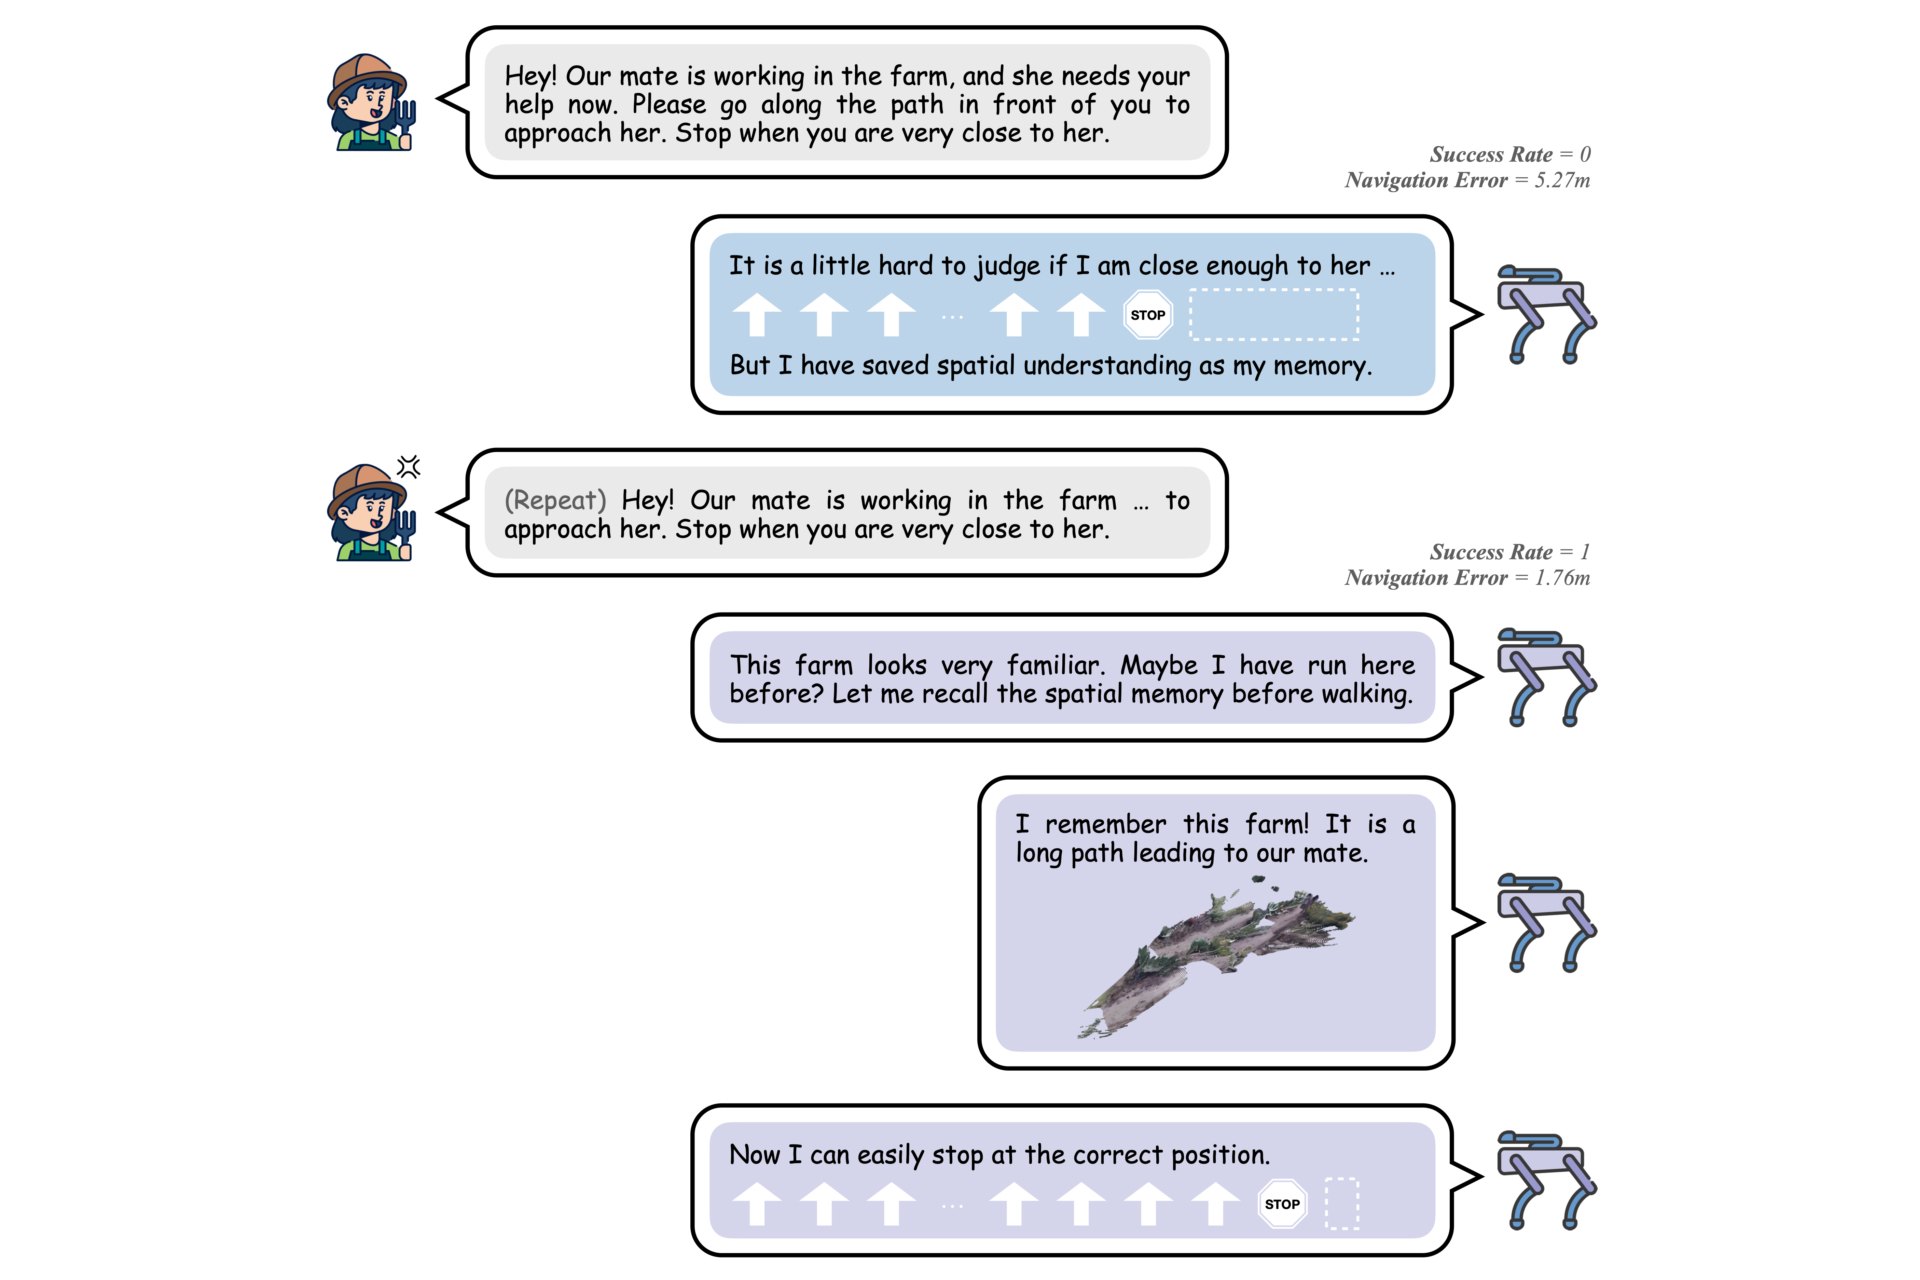 Hey! Our mate is working in the farm, and she needs your
help now. Please go along the path in front of you to
approach her. Stop when you are very close to her.
Success Rate = 0
Navigation Error = 5.27m
It is a little hard to judge if I am close enough to her ...
... STOP
But I have saved spatial understanding as my memory.
(Repeat) Hey! Our mate is working in the farm ... to
approach her. Stop when you are very close to her.
Success Rate = 1
Navigation Error = 1.76m
This farm looks very familiar. Maybe I have run here
before? Let me recall the spatial memory before walking.
I remember this farm! It is a
long path leading to our mate.
Now I can easily stop at the correct position.
... STOP